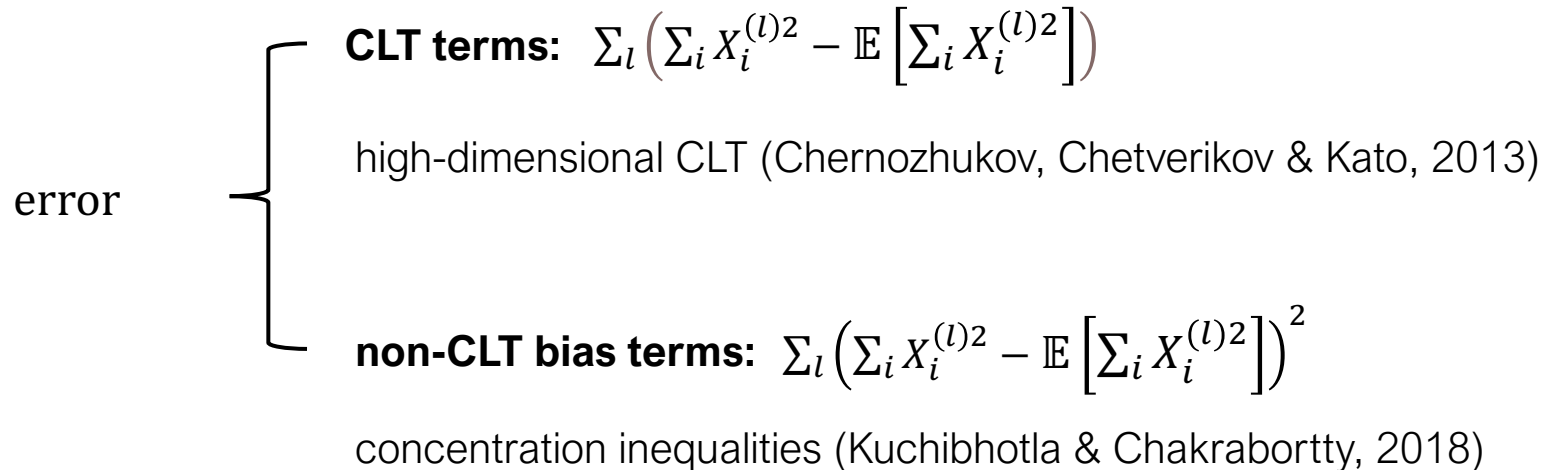 CLT terms: ∑_l (∑_i X_i^{(l)2} − 𝔼[∑_i X_i^{(l)2}])
high-dimensional CLT (Chernozhukov, Chetverikov & Kato, 2013)
error
non-CLT bias terms: ∑_l (∑_i X_i^{(l)2} − 𝔼[∑_i X_i^{(l)2}])^2
concentration inequalities (Kuchibhotla & Chakrabortty, 2018)